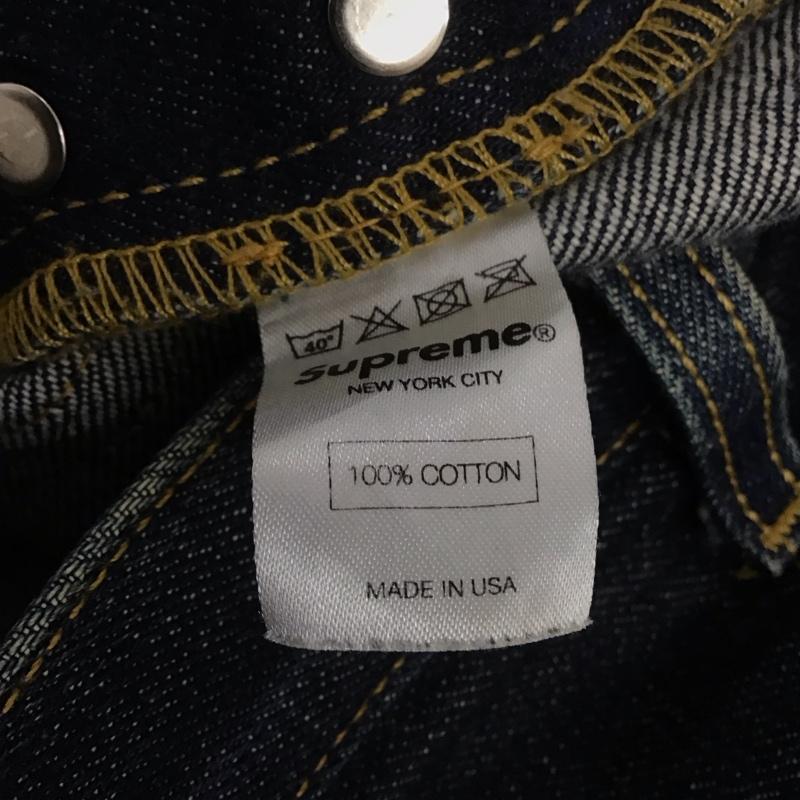 40°
supreme®
NEW YORK CITY
100% COTTON
MADE IN USA